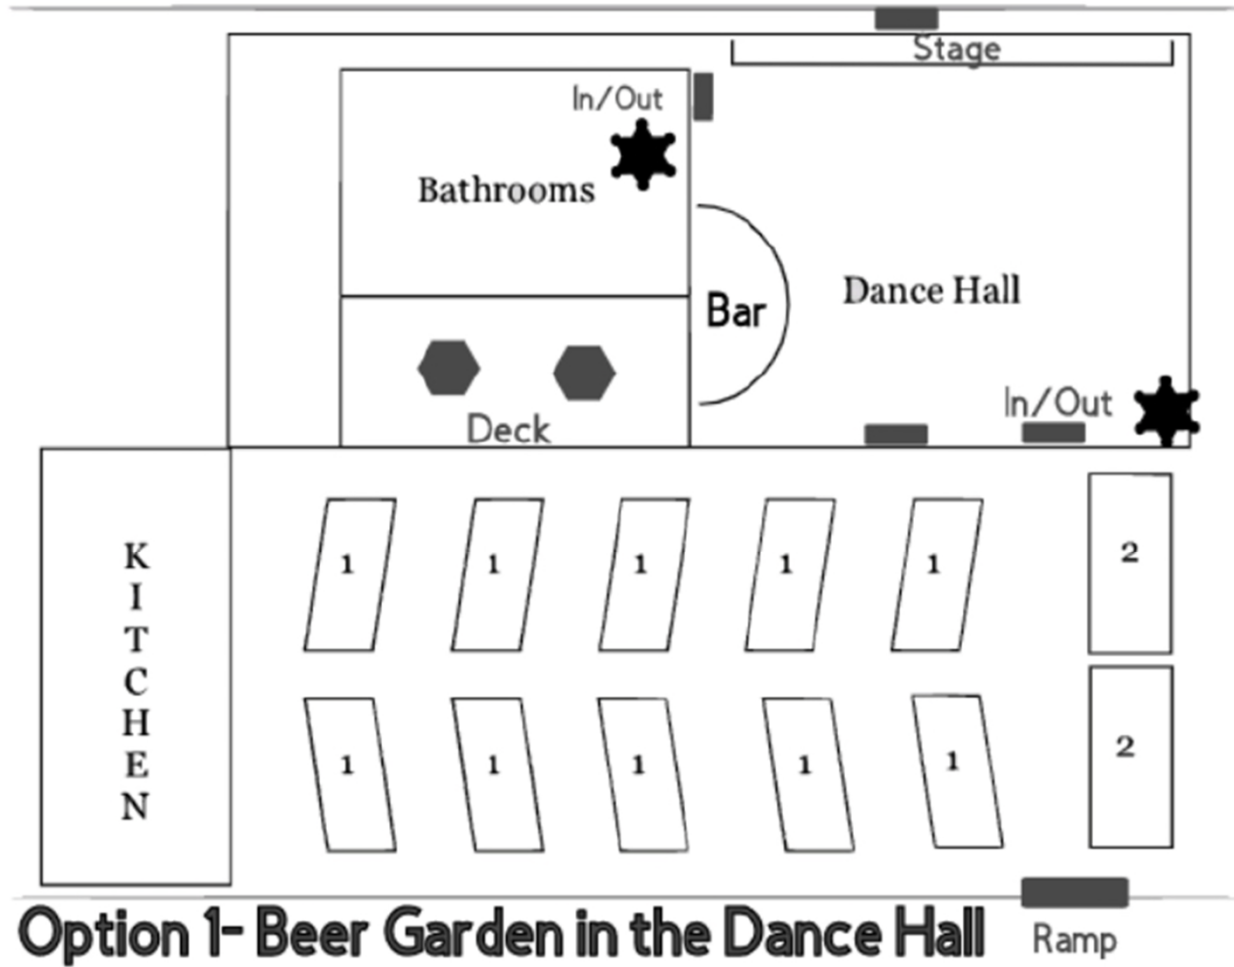 Stage
In/Out
Bathrooms
Dance Hall
Bar
In/Out
Deck
K
I
T
C
H
E
N
1 1 1 1 1 2
1 1 1 1 1 2
Option 1- Beer Garden in the Dance Hall
Ramp